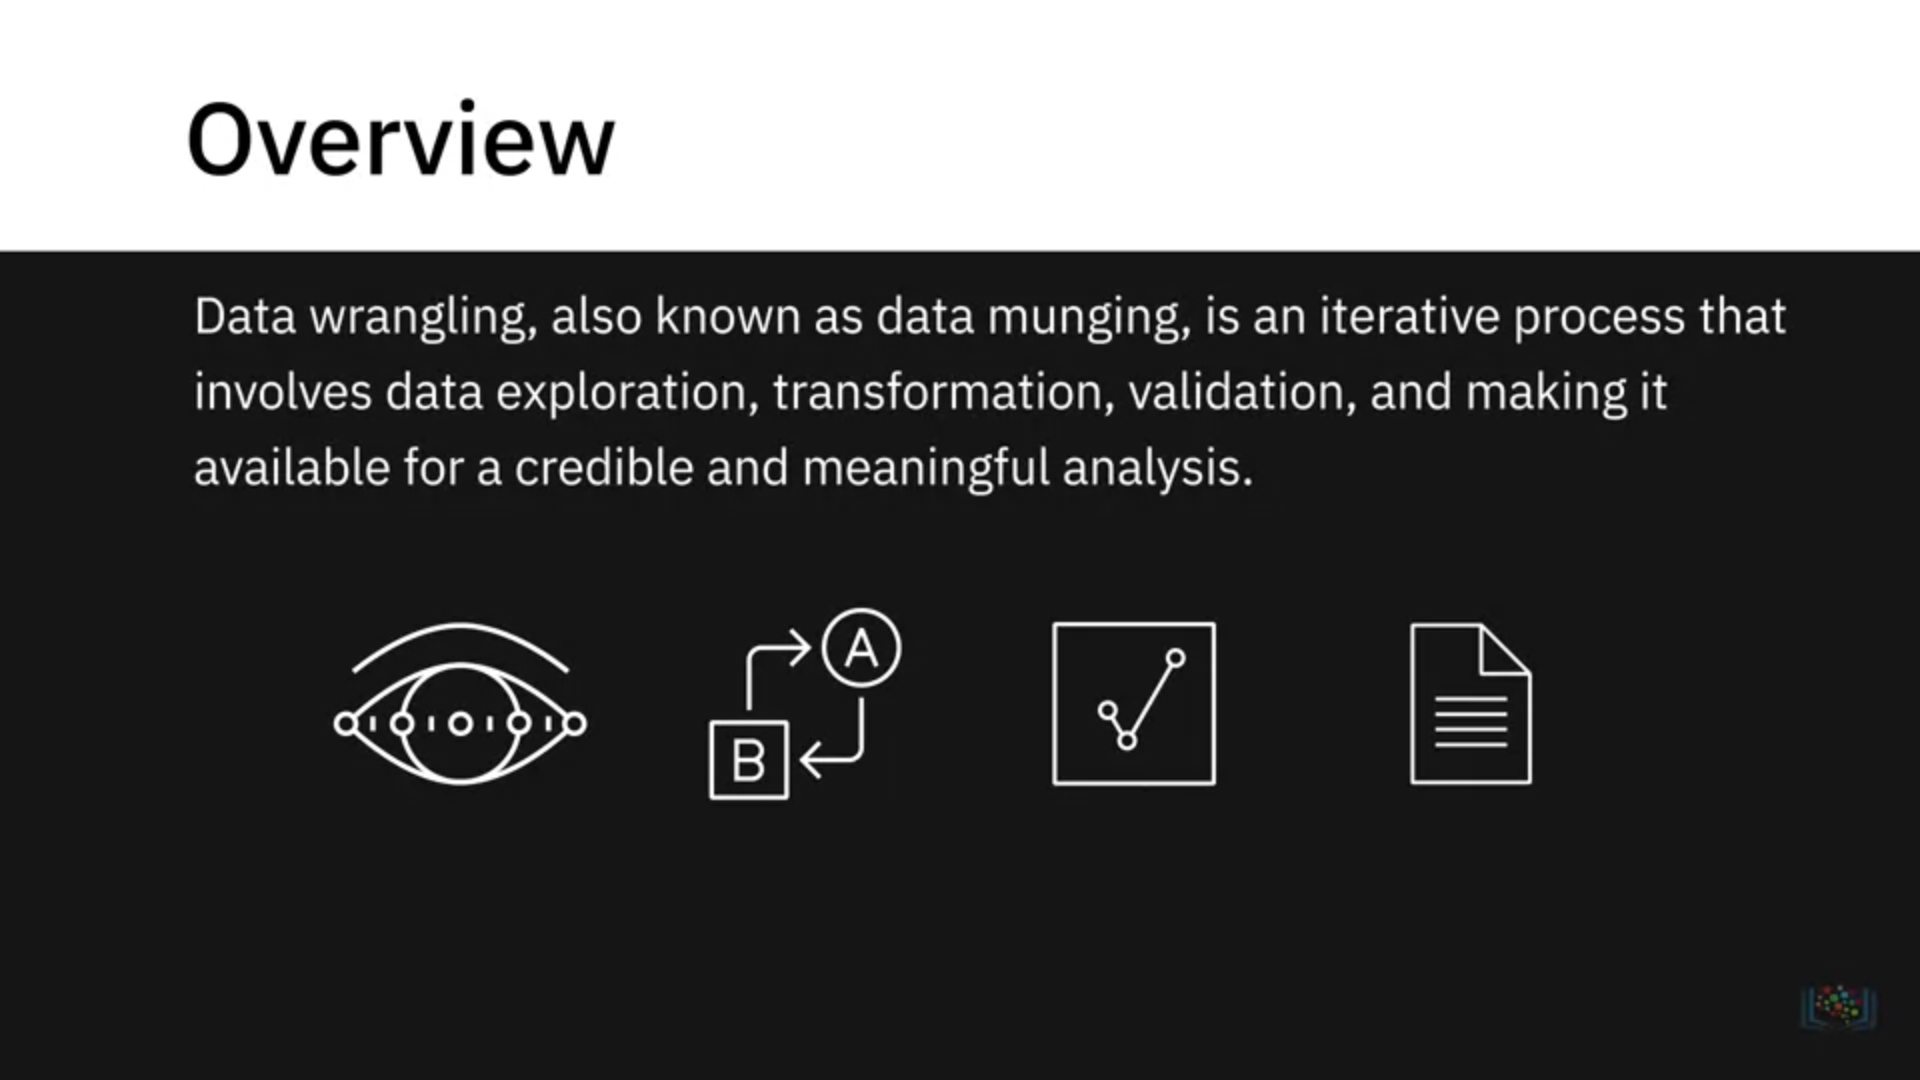 Overview
Data wrangling, also known as data munging, is an iterative process that
involves data exploration, transformation, validation, and making it
available for a credible and meaningful analysis.
A
B